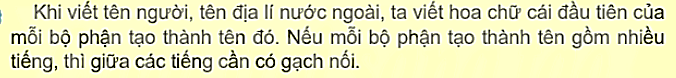 Khi viết tên người, tên địa lí nước ngoài, ta viết hoa chữ cái đầu tiên của
mỗi bộ phận tạo thành tên đó. Nếu mỗi bộ phận tạo thành tên gồm nhiều
tiếng, thì giữa các tiếng cần có gạch nối.